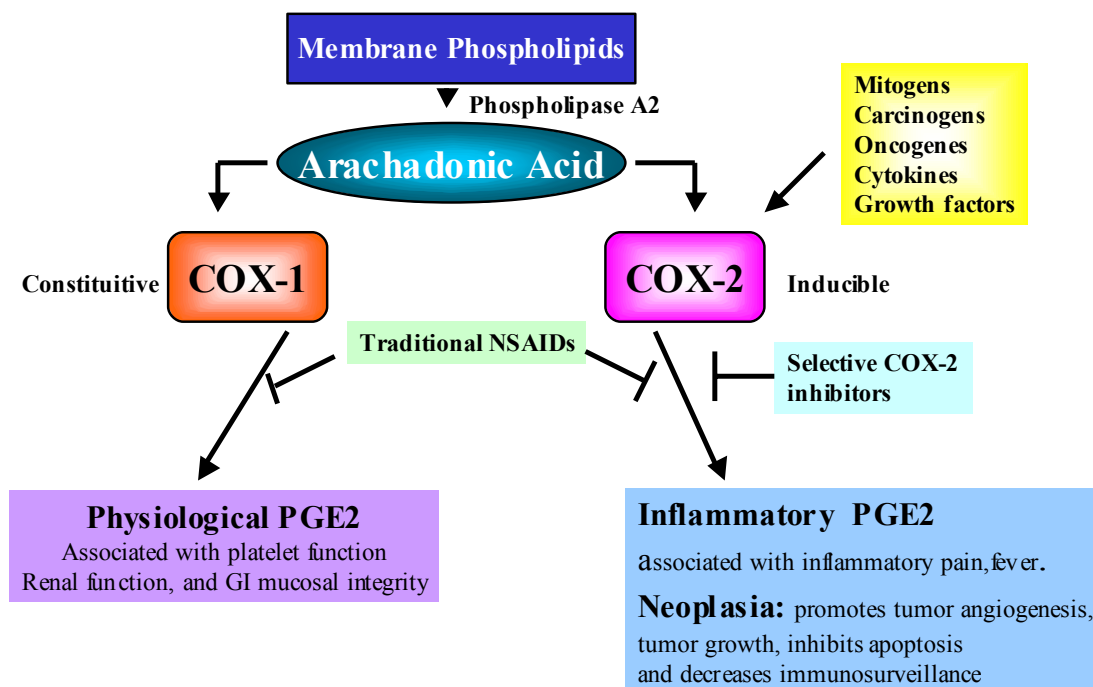 Membrane Phospholipids
Phospholipase A2
Mitogens
Carcinogens
Oncogenes
Cytokines
Growth factors
Arachadonic Acid
Constituitive
COX-1
COX-2
Inducible
Traditional NSAIDs
Selective COX-2
inhibitors
Physiological PGE2
Associated with platelet function
Renal function, and GI mucosal integrity
Inflammatory PGE2
associated with inflammatory pain,fever.
Neoplasia: promotes tumor angiogenesis,
tumor growth, inhibits apoptosis
and decreases immunosurveillance